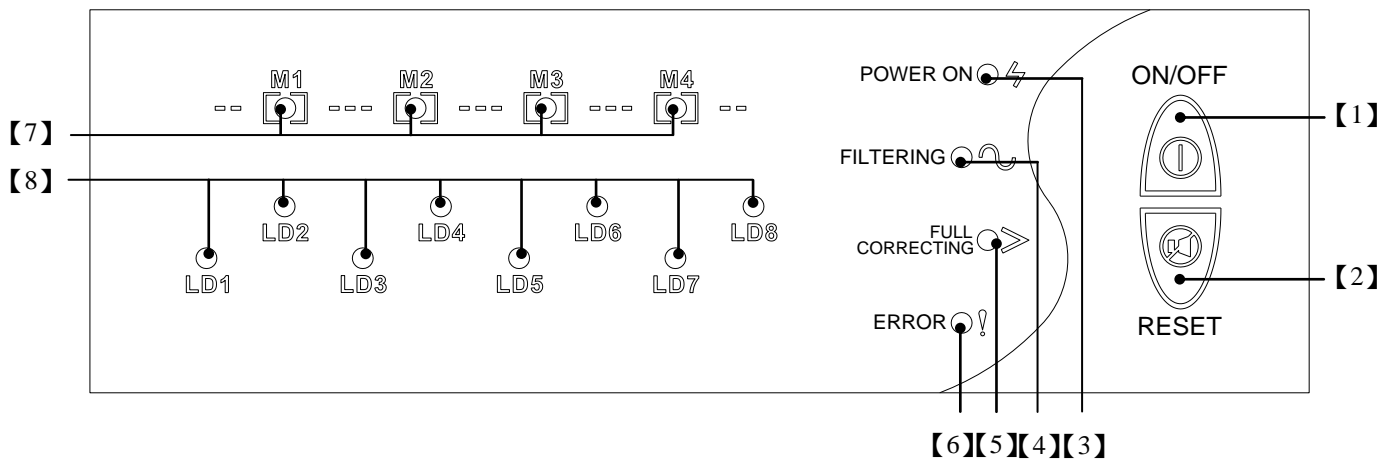 M1 M2 M3 M4
POWER ON
ON/OFF
【7】
【1】
FILTERING
【8】
LD2 LD4 LD6 LD8
FULL
CORRECTING
LD1 LD3 LD5 LD7
【2】
ERROR !
RESET
【6】【5】【4】【3】